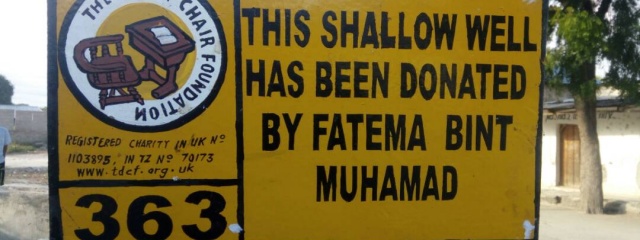 THE CHAIR FOUNDATION
REGISTERED CHARITY IN UK Nº
1103895, IN TZ Nº 70173
www.tdcf.org.uk
363
THIS SHALLOW WELL
HAS BEEN DONATED
BY FATEMA BINT
MUHAMAD